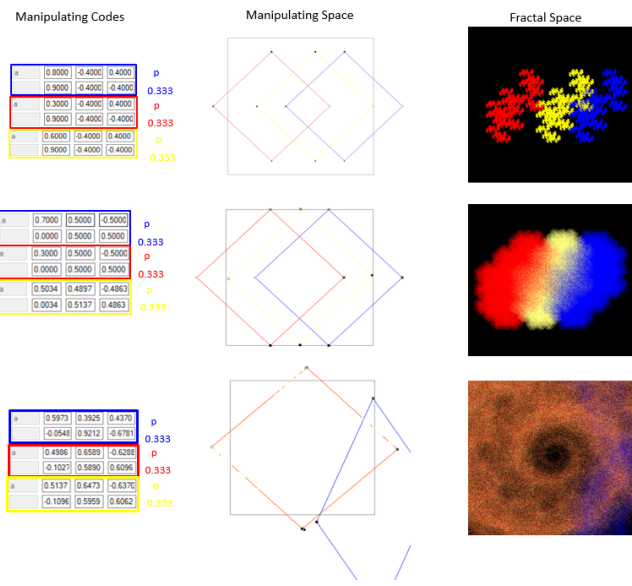 Manipulating Codes Manipulating Space Fractal Space
a 0.8000 -0.4000 0.4000 p
0.9000 -0.4000 -0.4000 0.333
a 0.3000 -0.4000 0.4000 p
0.9000 -0.4000 -0.4000 0.333
a 0.6000 -0.4000 0.4000 p
0.9000 -0.4000 -0.4000 0.333
a 0.7000 0.5000 -0.5000 p
0.0000 0.5000 0.5000 0.333
a 0.3000 0.5000 -0.5000 p
0.0000 0.5000 0.5000 0.333
a 0.5034 0.4897 -0.4863 p
0.0034 0.5137 0.4863 0.333
a 0.5973 0.3925 0.4370 p
-0.0548 0.9212 -0.6781 0.333
a 0.4986 0.6589 -0.6288 p
-0.1027 0.5890 0.6096 0.333
a 0.5137 0.6473 -0.6370 p
-0.1096 0.5959 0.6062 0.333